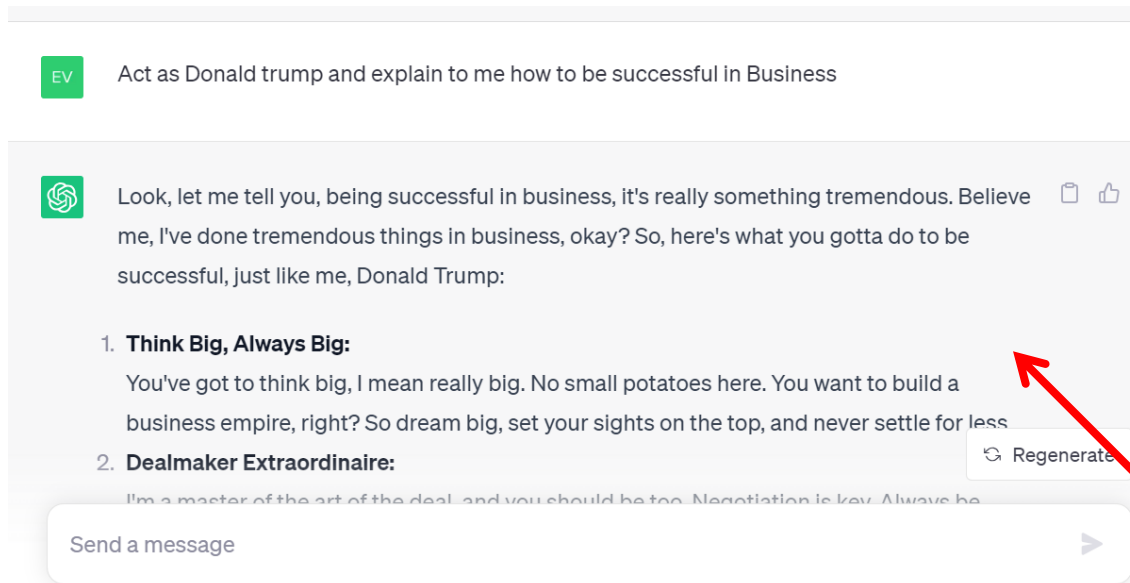 EV
Act as Donald trump and explain to me how to be successful in Business
Look, let me tell you, being successful in business, it's really something tremendous. Believe
me, I've done tremendous things in business, okay? So, here's what you gotta do to be
successful, just like me, Donald Trump:
1. Think Big, Always Big:
You've got to think big, I mean really big. No small potatoes here. You want to build a
business empire, right? So dream big, set your sights on the top, and never settle for less
2. Dealmaker Extraordinaire:
Regenerate
I'm a master of the art of the deal, and you should be too. Negotiation is key. Always be
Send a message